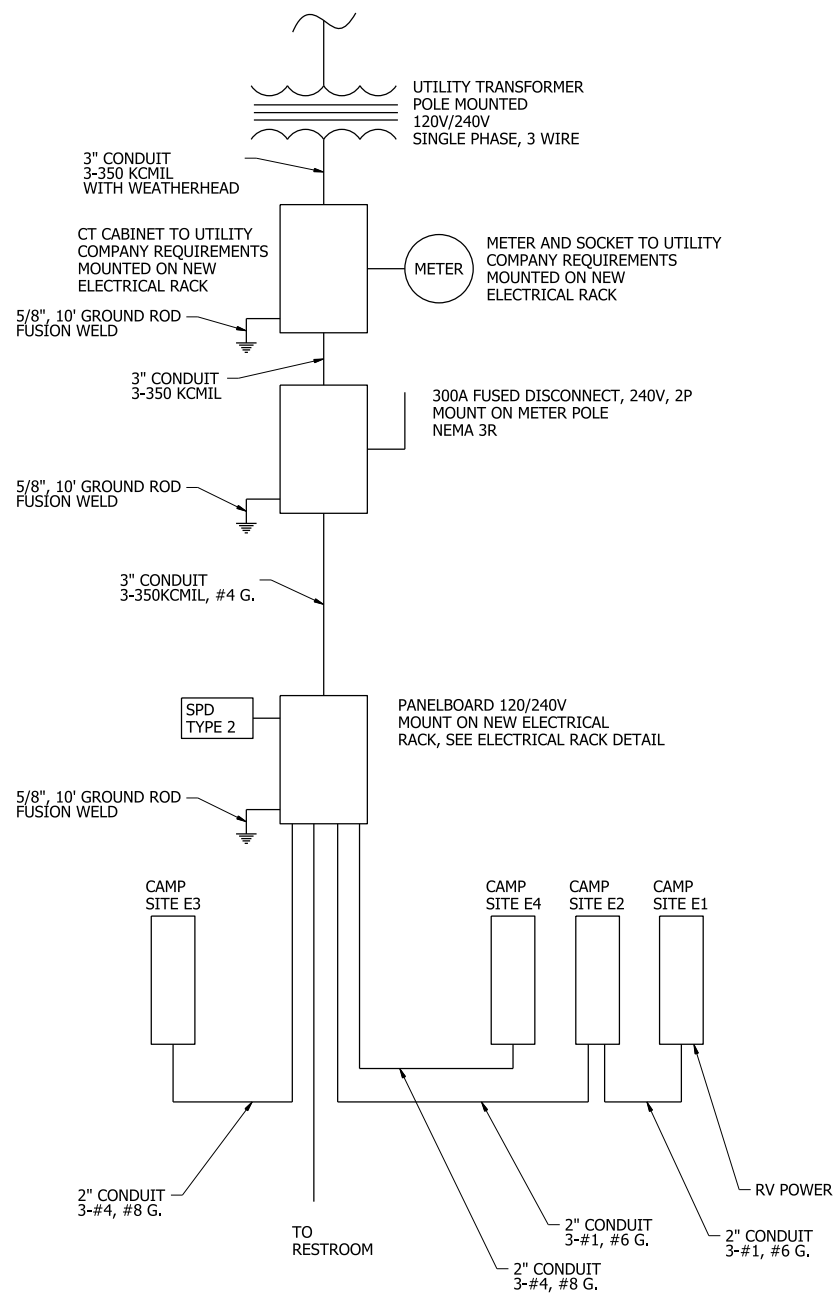 UTILITY TRANSFORMER
POLE MOUNTED
120V/240V
SINGLE PHASE, 3 WIRE
3" CONDUIT
3-350 KCMIL
WITH WEATHERHEAD
CT CABINET TO UTILITY
COMPANY REQUIREMENTS
MOUNTED ON NEW
ELECTRICAL RACK
METER
METER AND SOCKET TO UTILITY
COMPANY REQUIREMENTS
MOUNTED ON NEW
ELECTRICAL RACK
5/8", 10' GROUND ROD
FUSION WELD
3" CONDUIT
3-350 KCMIL
300A FUSED DISCONNECT, 240V, 2P
MOUNT ON METER POLE
NEMA 3R
5/8", 10' GROUND ROD
FUSION WELD
3" CONDUIT
3-350KCMIL, #4 G.
SPD
TYPE 2
PANELBOARD 120/240V
MOUNT ON NEW ELECTRICAL
RACK, SEE ELECTRICAL RACK DETAIL
5/8", 10' GROUND ROD
FUSION WELD
CAMP
SITE E3
CAMP
SITE E4
CAMP
SITE E2
CAMP
SITE E1
2" CONDUIT
3-#4, #8 G.
TO
RESTROOM
2" CONDUIT
3-#4, #8 G.
2" CONDUIT
3-#1, #6 G.
RV POWER
2" CONDUIT
3-#1, #6 G.